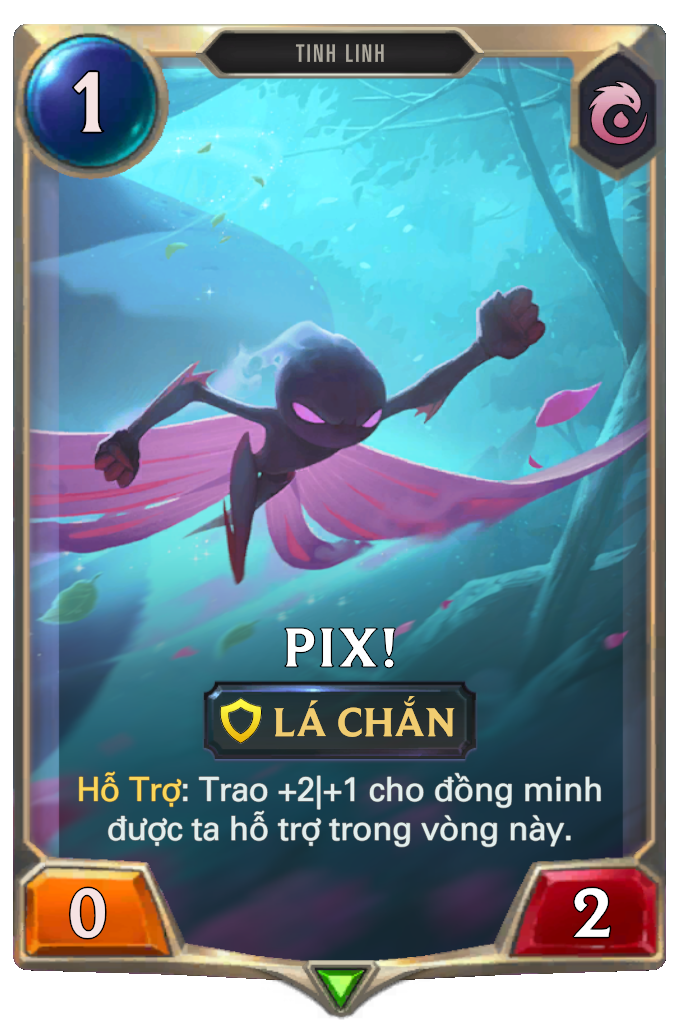 1
TINH LINH
PIX!
LÁ CHẮN
Hỗ Trợ: Trao +2|+1 cho đồng minh
được ta hỗ trợ trong vòng này.
0
2